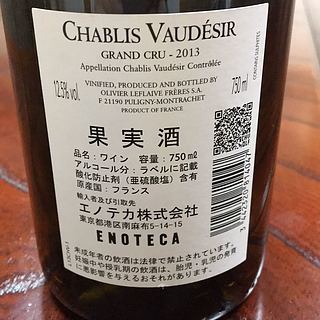 CHABLIS VAUDÉSIR
GRAND CRU - 2013
Appellation Chablis Vaudésir Contrôlée
12.5% vol.
VINIFIED, PRODUCED AND BOTTLED BY
OLIVIER LEFLAIVE FRÈRES S.A.
F 21190 PULIGNY-MONTRACHET
PRODUCT OF FRANCE
750 ml
CONTAINS SULPHITES
果実酒
品名：ワイン 容量：750㎖
アルコール分：ラベルに記載
酸化防止剤（亜硫酸塩）含有
原産国：フランス
輸入者及び引取先
エノテカ株式会社
東京都港区南麻布5-14-15
ENOTECA
未成年者の飲酒は法律で禁止されています。
妊娠中や授乳期の飲酒は、胎児・乳児の発育
に悪影響を与えるおそれがあります。